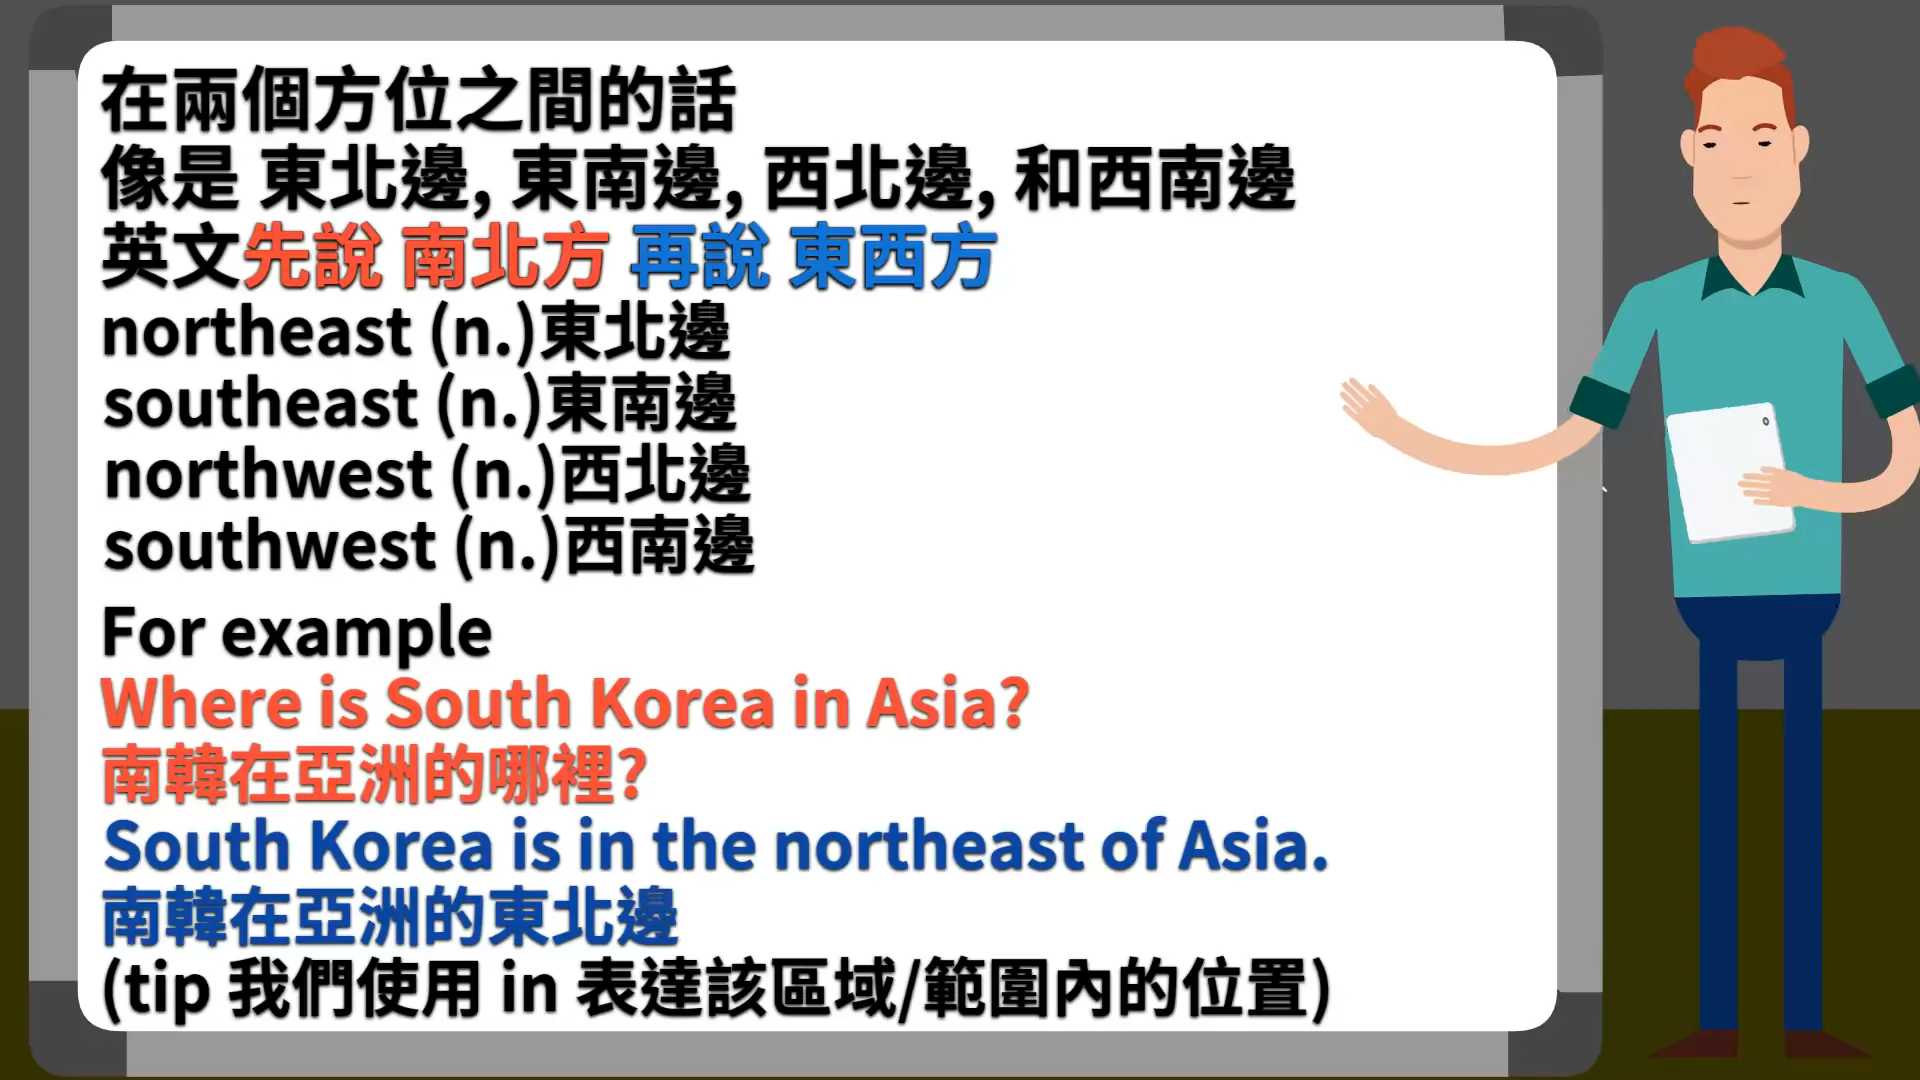 在兩個方位之間的話
像是 東北邊, 東南邊, 西北邊, 和西南邊
英文先說 南北方 再說 東西方
northeast (n.)東北邊
southeast (n.)東南邊
northwest (n.)西北邊
southwest (n.)西南邊
For example
Where is South Korea in Asia?
南韓在亞洲的哪裡?
South Korea is in the northeast of Asia.
南韓在亞洲的東北邊
(tip 我們使用 in 表達該區域/範圍內的位置)